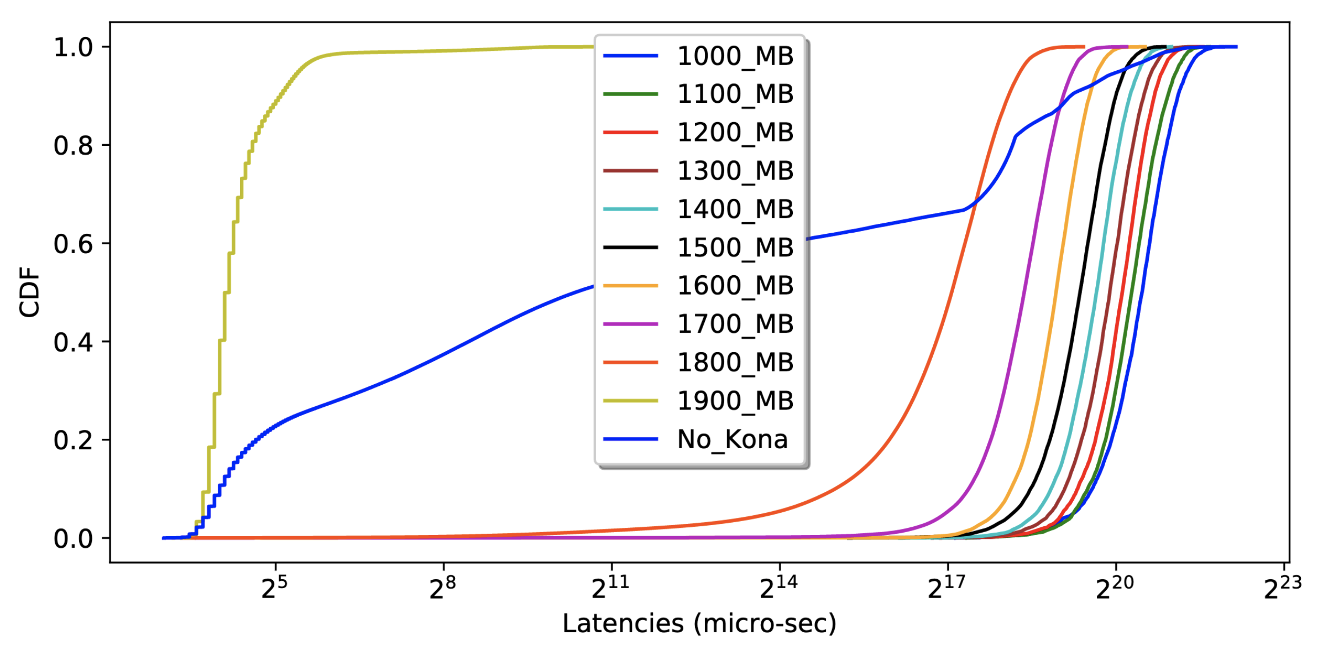 1.0
0.8
0.6
0.4
0.2
0.0
CDF
1000_MB
1100_MB
1200_MB
1300_MB
1400_MB
1500_MB
1600_MB
1700_MB
1800_MB
1900_MB
No_Kona
2^5 2^8 2^11 2^14 2^17 2^20 2^23
Latencies (micro-sec)